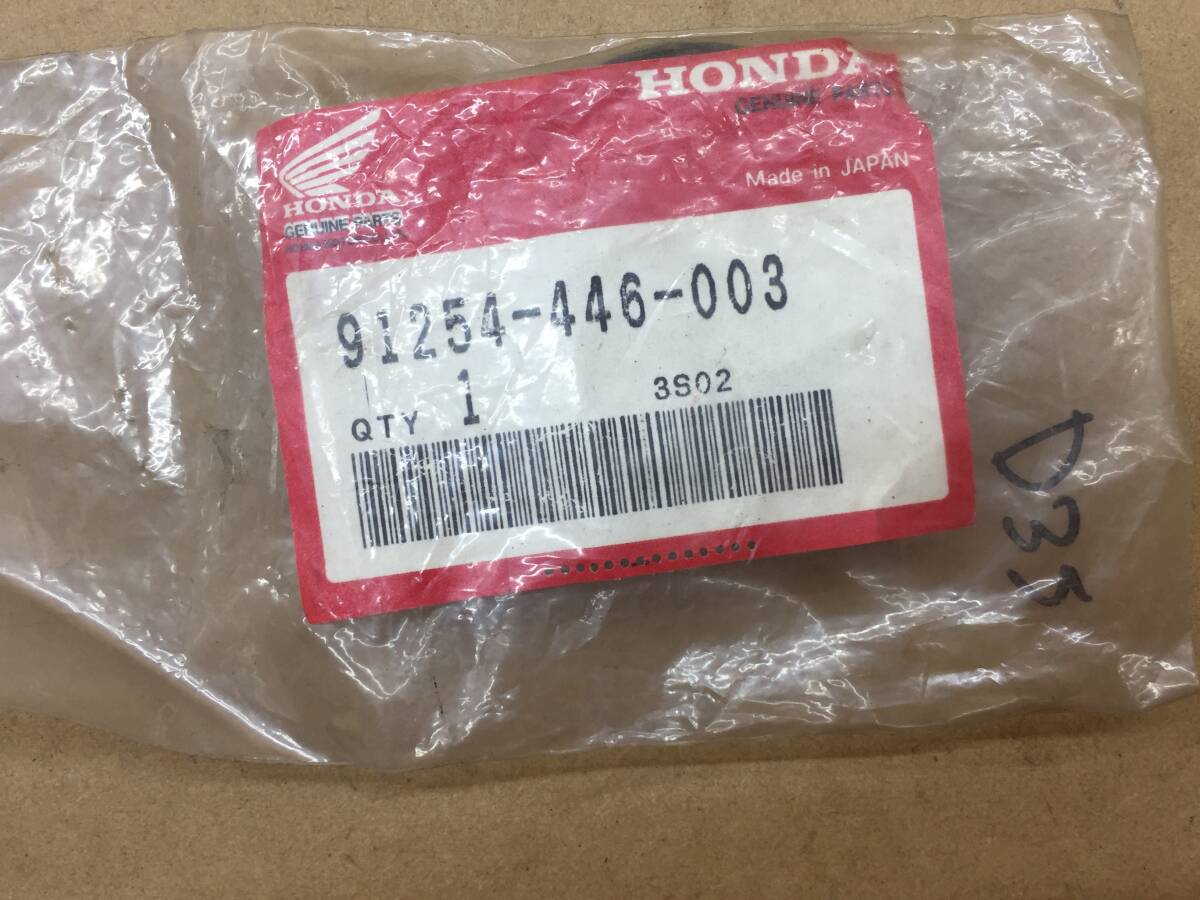 HONDA
GENUINE PARTS
Made in JAPAN
HONDA
GENUINE PARTS
91254-446-003
QTY 1
3S02
D35